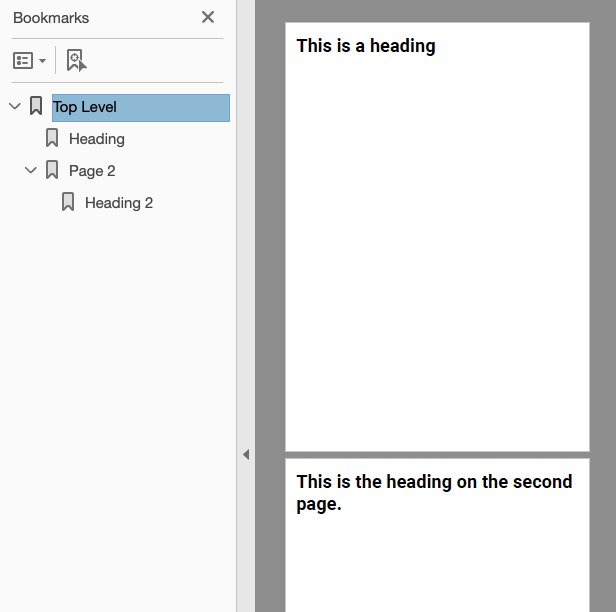 Bookmarks
Top Level
Heading
Page 2
Heading 2
This is a heading
This is the heading on the second
page.